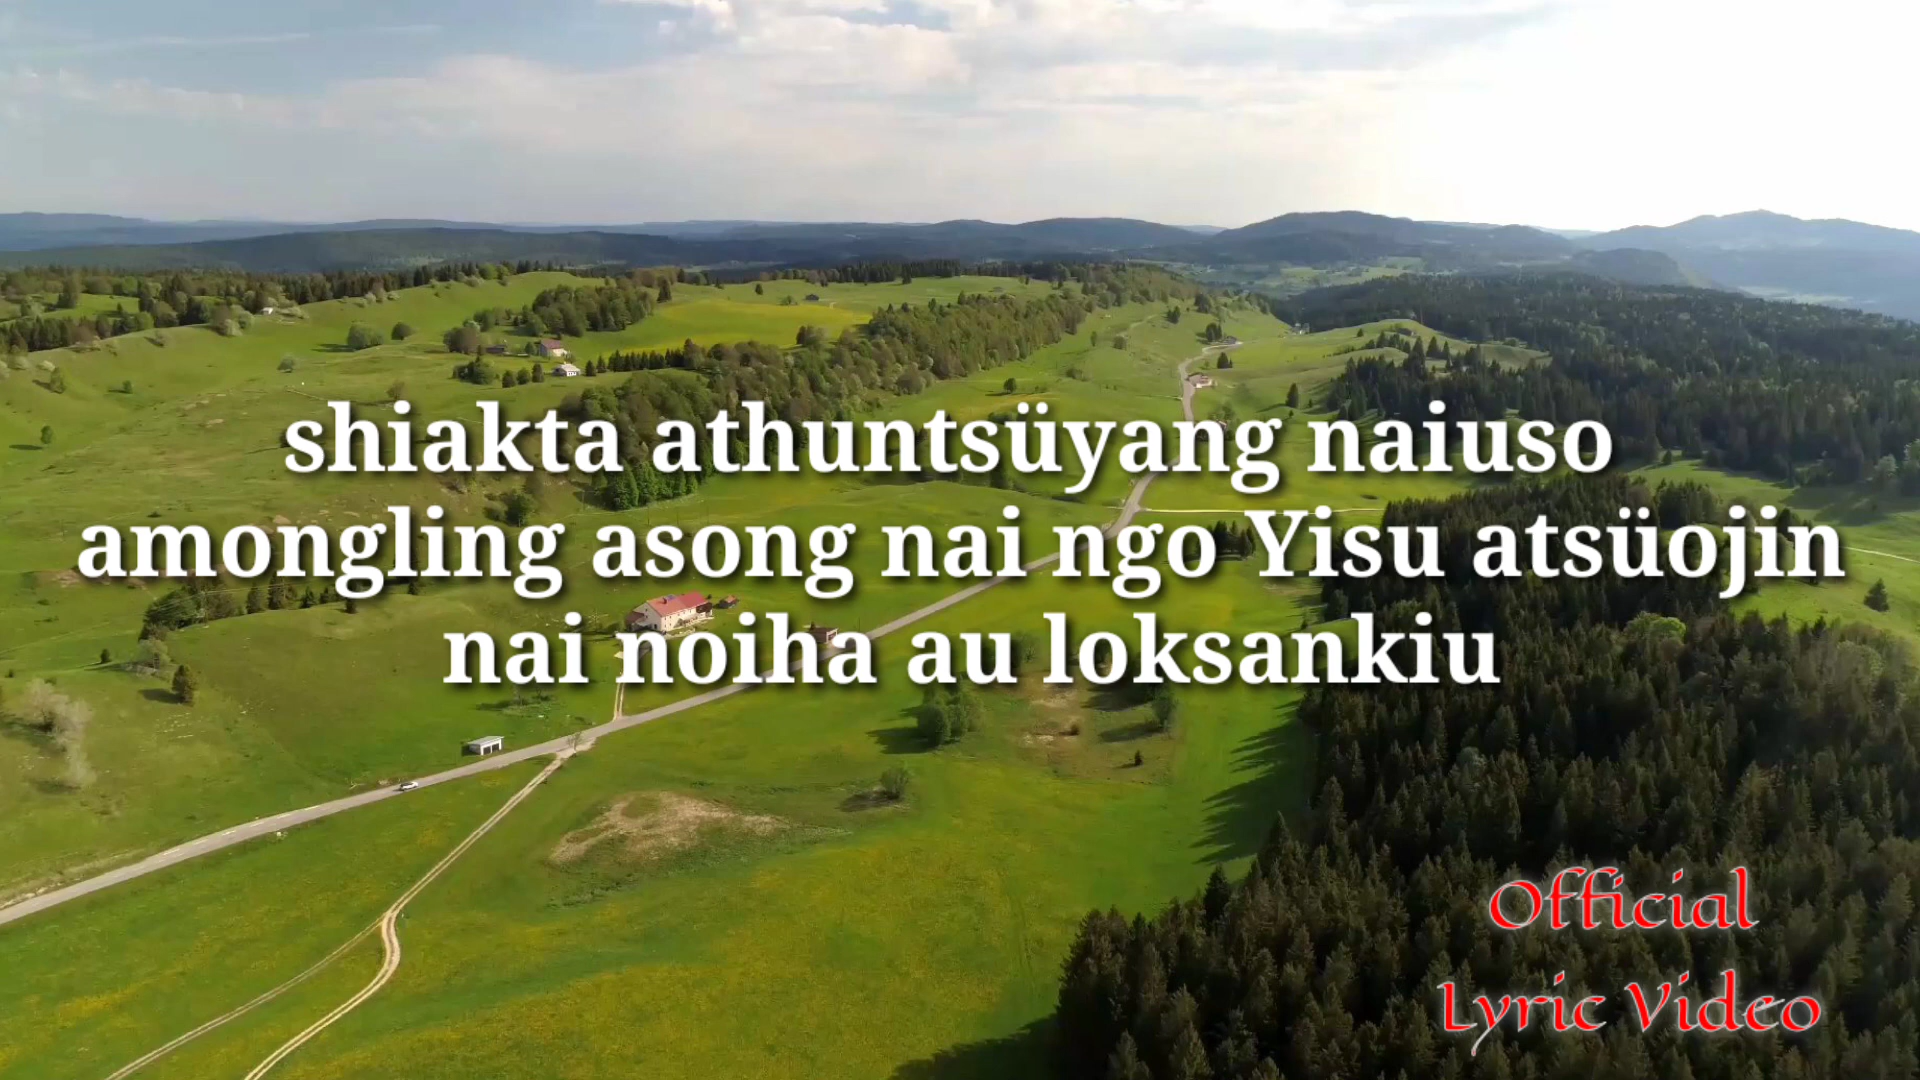 shiakta athuntsüyang naiuso
amongling asong nai ngo Yisu atsüojin
nai noiha au loksankiu
Official
Lyric Video